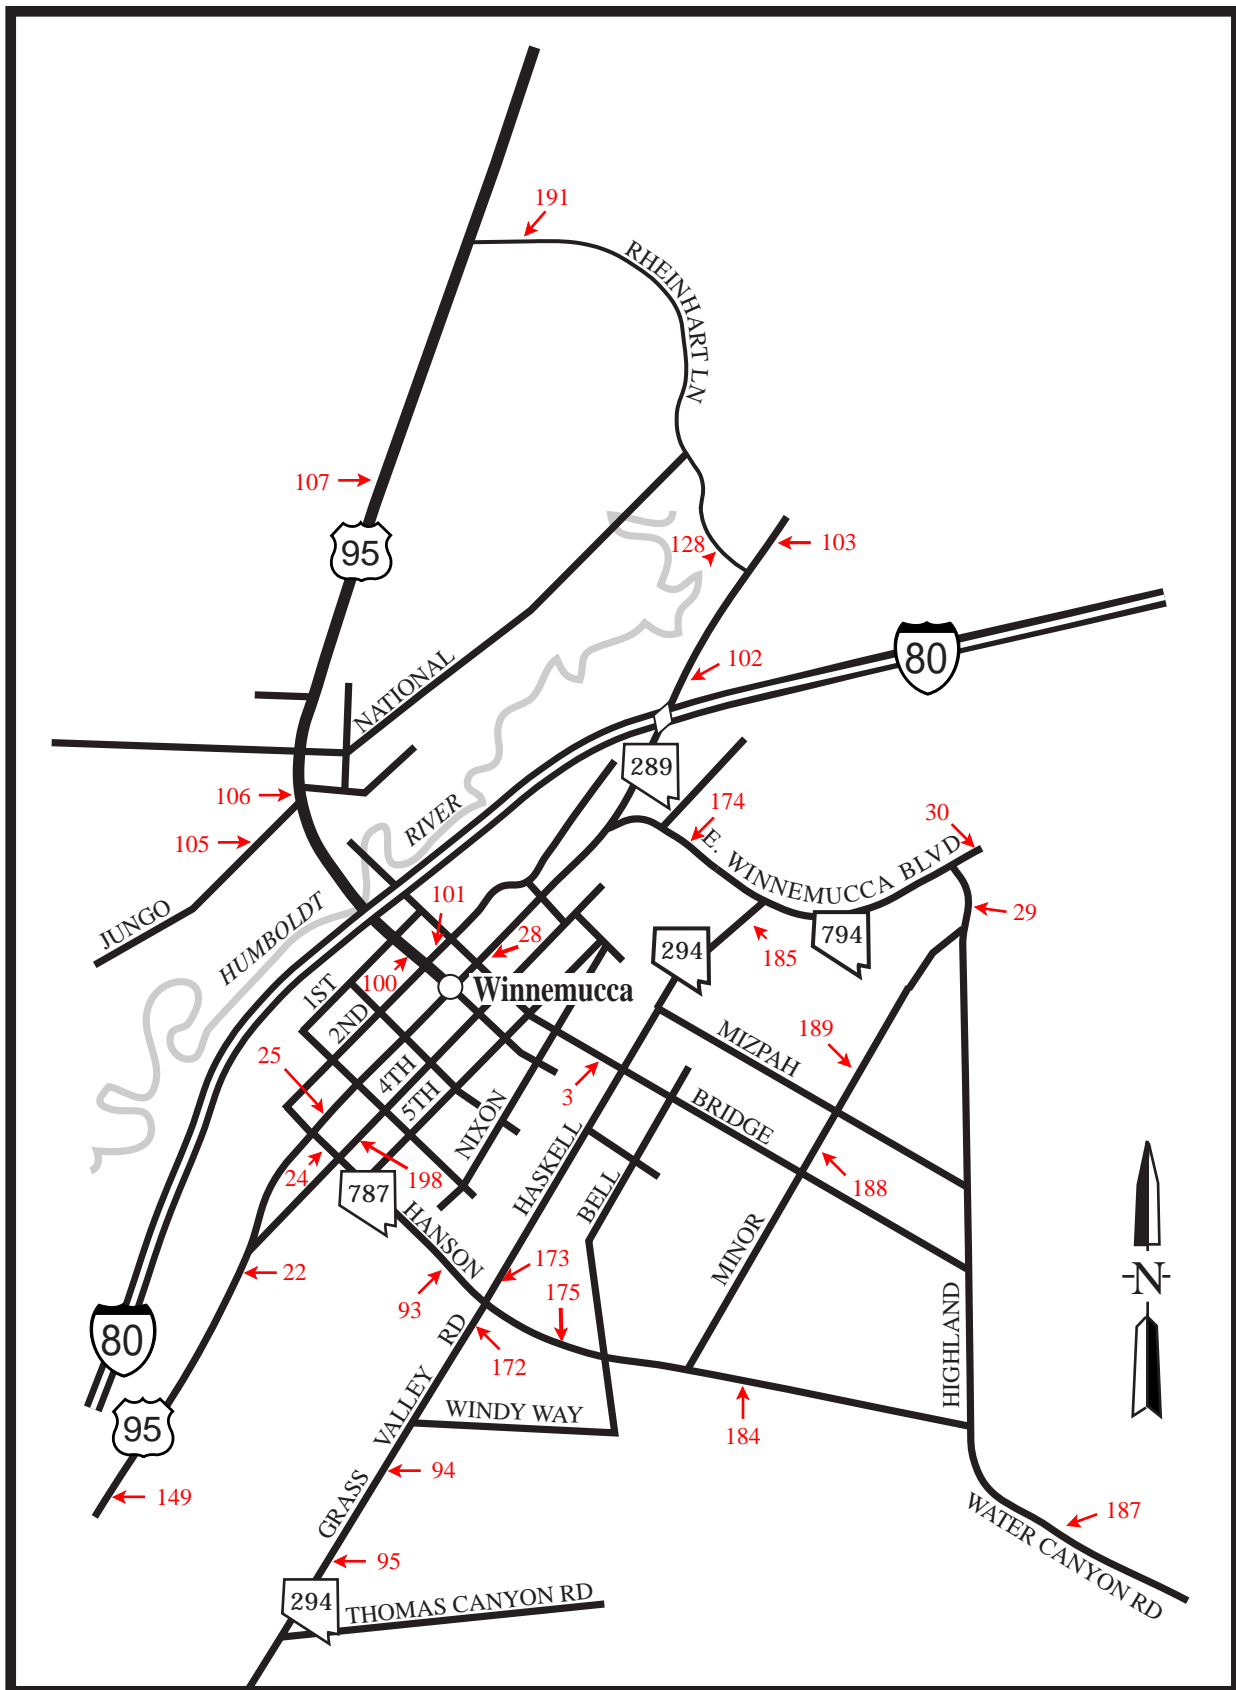 191
RHEINHART LN
107
95
128
103
102
80
NATIONAL
289
106
RIVER
174
30
105
E. WINNEMUCCA BLVD
JUNGO
HUMBOLDT
101
28
29
294
794
185
100
Winnemucca
1ST
2ND
25
4TH
5TH
3
MIZPAH
189
NIXON
BRIDGE
24
198
787
HASKELL
BELL
188
HANSON
MINOR
22
173
175
93
N
80
RD
172
HIGHLAND
95
VALLEY
WINDY WAY
184
94
149
GRASS
187
WATER CANYON RD
95
294
THOMAS CANYON RD